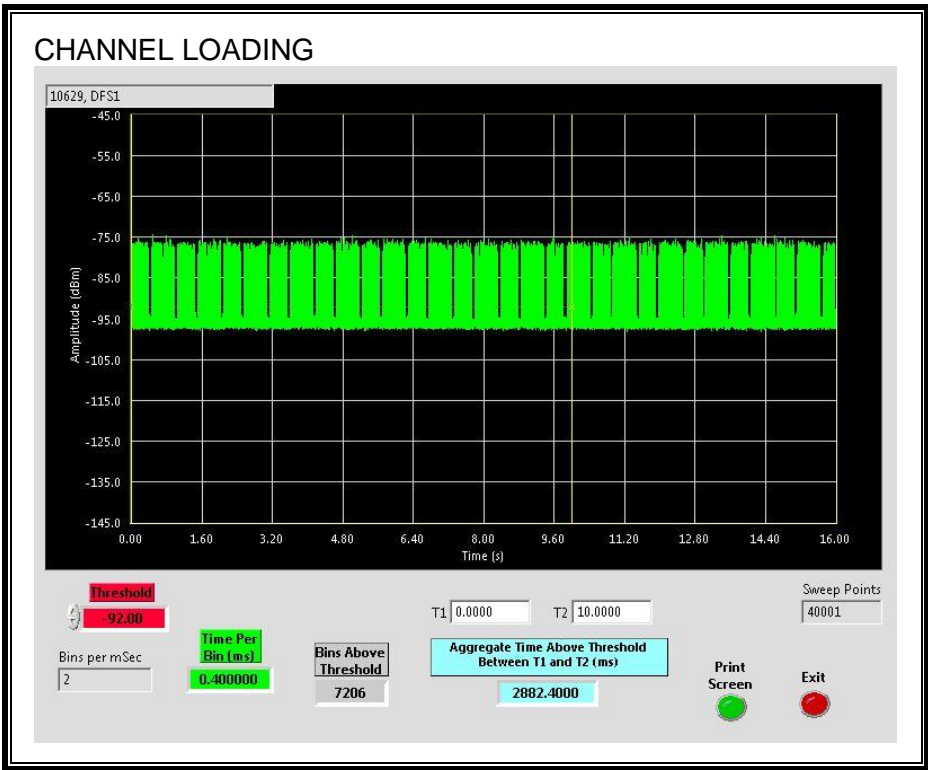 CHANNEL LOADING
10629, DFS1
-45.0
-55.0
-65.0
-75.0
-85.0
-95.0
-105.0
-115.0
-125.0
-135.0
-145.0
Amplitude (dBm)
0.00 1.60 3.20 4.80 6.40 8.00 9.60 11.20 12.80 14.40 16.00
Time (s)
Threshold
-92.00
Bins per mSec
2
Time Per
Bin (ms)
0.400000
Bins Above
Threshold
7206
T1 0.0000 T2 10.0000
Aggregate Time Above Threshold
Between T1 and T2 (ms)
2882.4000
Sweep Points
40001
Print
Screen
Exit